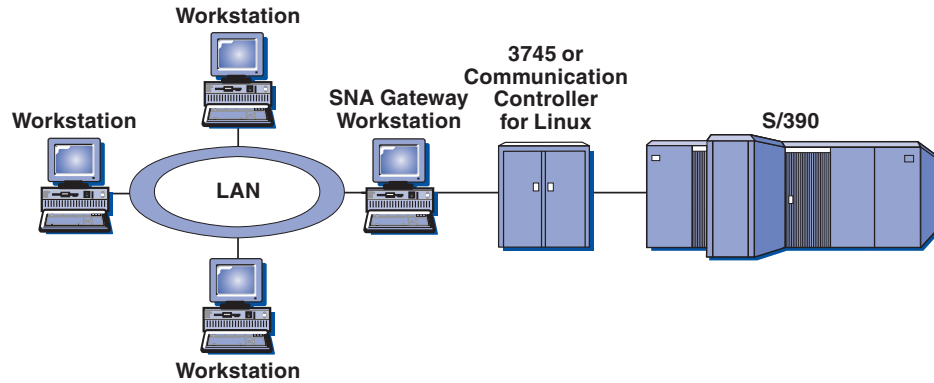 Workstation
Workstation
SNA Gateway
Workstation
3745 or
Communication
Controller
for Linux
S/390
LAN
Workstation